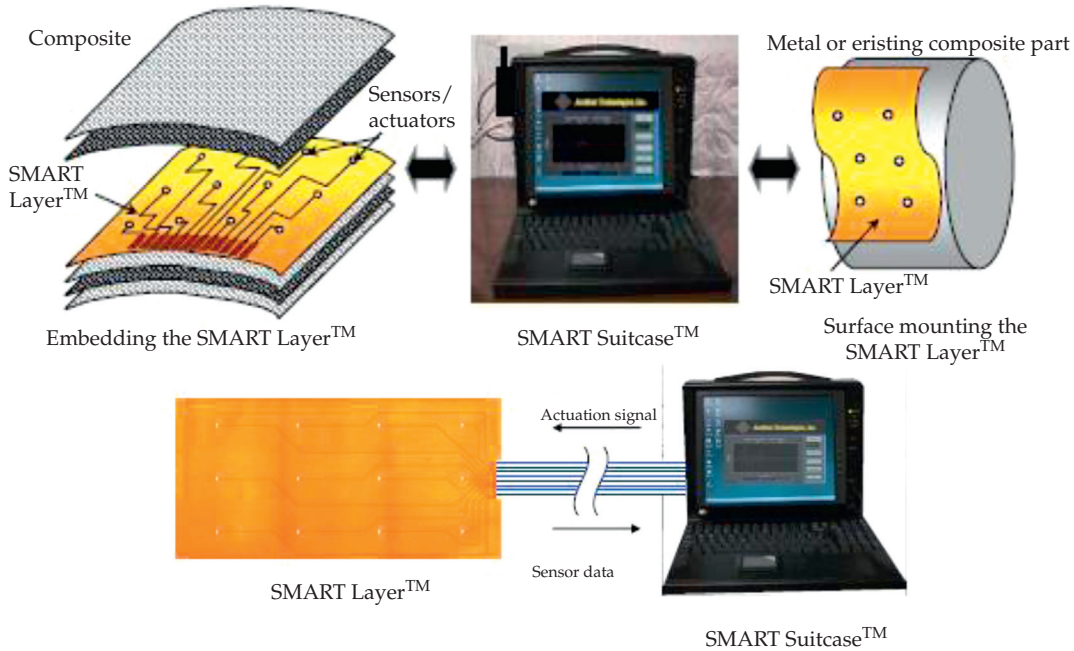 Composite
Sensors/
actuators
SMART
Layer™
Embedding the SMART Layer™
SMART Suitcase™
Metal or eristing composite part
SMART Layer™
Surface mounting the
SMART Layer™
Actuation signal
Sensor data
SMART Layer™
SMART Suitcase™